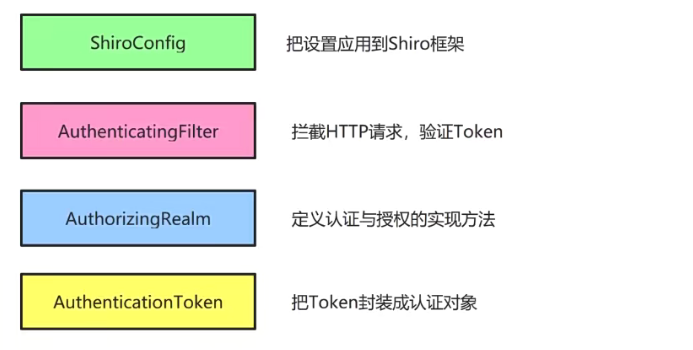 ShiroConfig 把设置应用到Shiro框架
AuthenticatingFilter 拦截HTTP请求，验证Token
AuthorizingRealm 定义认证与授权的实现方法
AuthenticationToken 把Token封装成认证对象